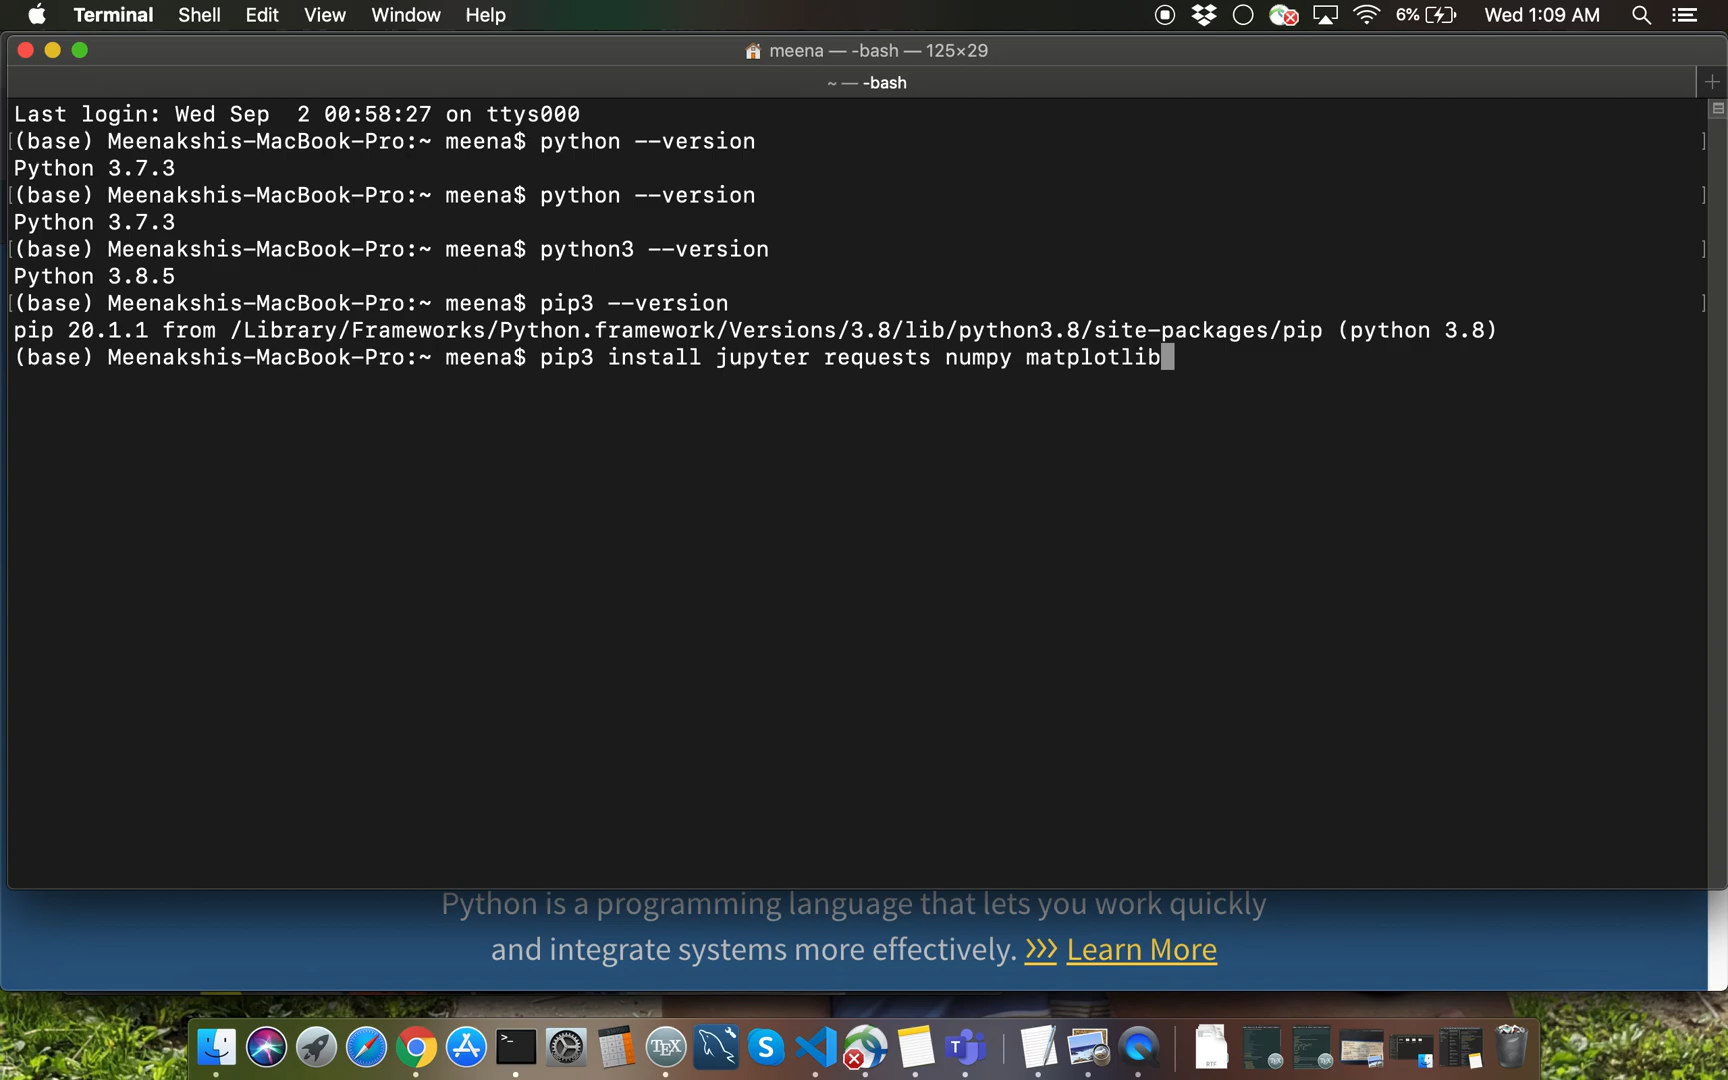 Terminal Shell Edit View Window Help 6% Wed 1:09 AM
meena — -bash — 125×29
~ — -bash
Last login: Wed Sep  2 00:58:27 on ttys000
[(base) Meenakshis-MacBook-Pro:~ meena$ python --version ]
Python 3.7.3
[(base) Meenakshis-MacBook-Pro:~ meena$ python --version ]
Python 3.7.3
[(base) Meenakshis-MacBook-Pro:~ meena$ python3 --version ]
Python 3.8.5
[(base) Meenakshis-MacBook-Pro:~ meena$ pip3 --version ]
pip 20.1.1 from /Library/Frameworks/Python.framework/Versions/3.8/lib/python3.8/site-packages/pip (python 3.8)
(base) Meenakshis-MacBook-Pro:~ meena$ pip3 install jupyter requests numpy matplotlib
Python is a programming language that lets you work quickly
and integrate systems more effectively. >>> Learn More
>_ TEX S T RTF